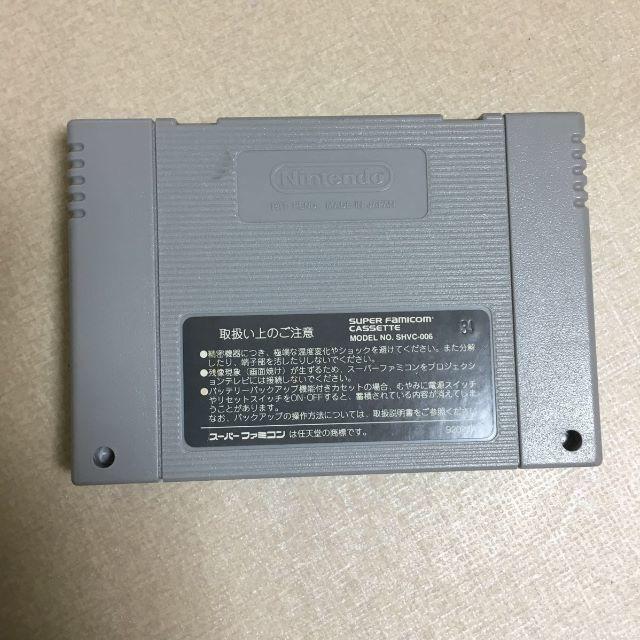 Nintendo
PAT. PEND. MADE IN JAPAN
取扱い上のご注意
SUPER FAMICOM
CASSETTE
MODEL NO. SHVC-006
●精密機器につき、極端な温度変化やショックを避けてください。また分解
したり、端子部を汚したりしないでください。
●残像現象(画面焼け)が生ずるため、スーパーファミコンをプロジェクシ
ョンテレビには接続しないでください。
●バッテリーバックアップ機能付きカセットの場合、むやみに電源スイッチ
やリセットスイッチをON・OFFすると、蓄積されている内容が消えてしま
うことがあります。
なお、バックアップの操作方法については、取扱説明書をご参照ください。
スーパーファミコン は任天堂の商標です。